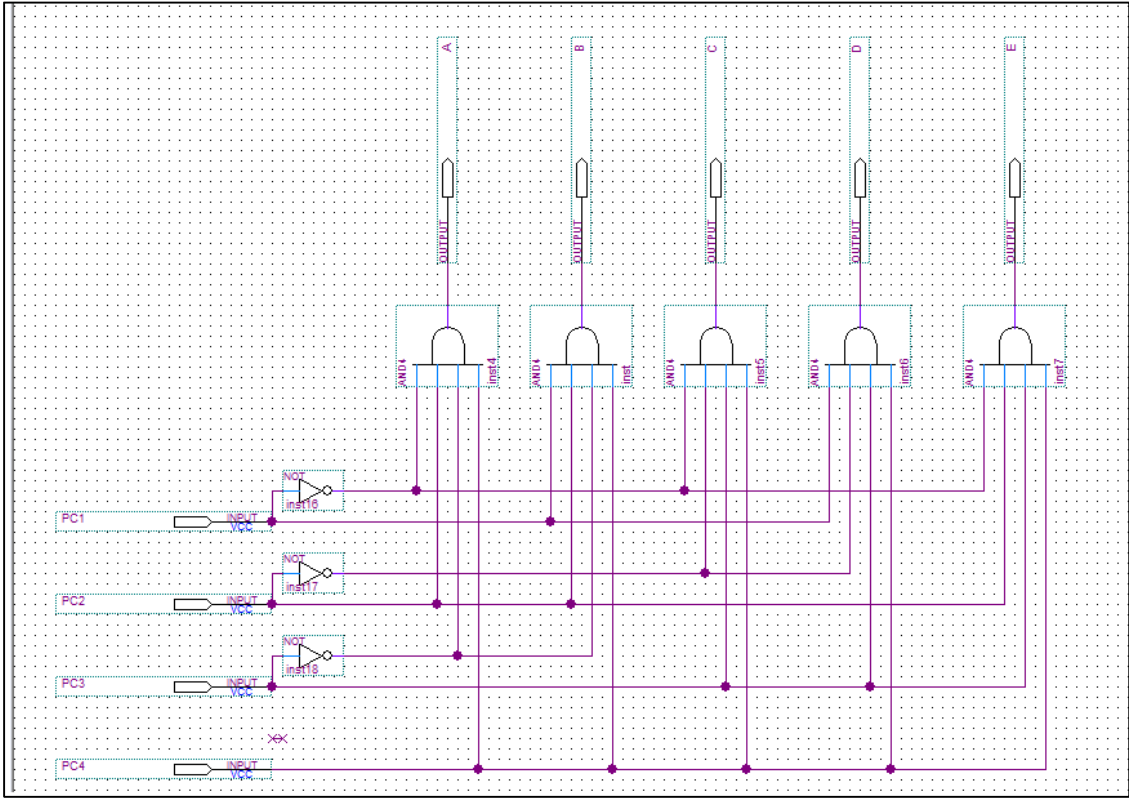 A B C D E
OUTPUT OUTPUT OUTPUT OUTPUT OUTPUT
AND4 inst4 AND4 inst AND4 inst5 AND4 inst6 AND4 inst7
NOT
inst16
PC1 INPUT
VCC
NOT
inst17
PC2 INPUT
VCC
NOT
inst18
PC3 INPUT
VCC
PC4 INPUT
VCC